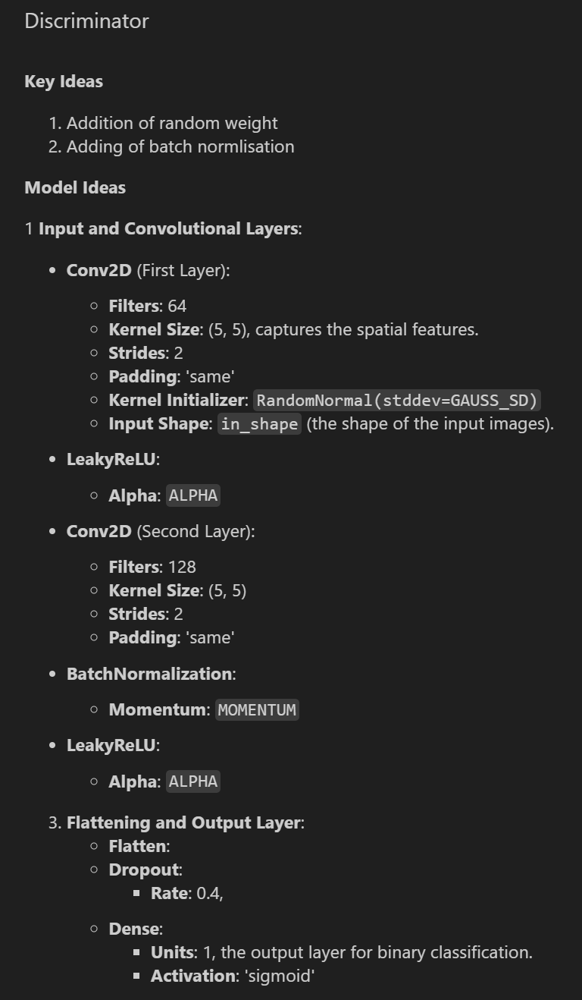 Discriminator
Key Ideas
1. Addition of random weight
2. Adding of batch normlisation
Model Ideas
1 Input and Convolutional Layers:
• Conv2D (First Layer):
○ Filters: 64
○ Kernel Size: (5, 5), captures the spatial features.
○ Strides: 2
○ Padding: 'same'
○ Kernel Initializer: RandomNormal(stddev=GAUSS_SD)
○ Input Shape: in_shape (the shape of the input images).
• LeakyReLU:
○ Alpha: ALPHA
• Conv2D (Second Layer):
○ Filters: 128
○ Kernel Size: (5, 5)
○ Strides: 2
○ Padding: 'same'
• BatchNormalization:
○ Momentum: MOMENTUM
• LeakyReLU:
○ Alpha: ALPHA
3. Flattening and Output Layer:
○ Flatten:
○ Dropout:
▪ Rate: 0.4,
○ Dense:
▪ Units: 1, the output layer for binary classification.
▪ Activation: 'sigmoid'